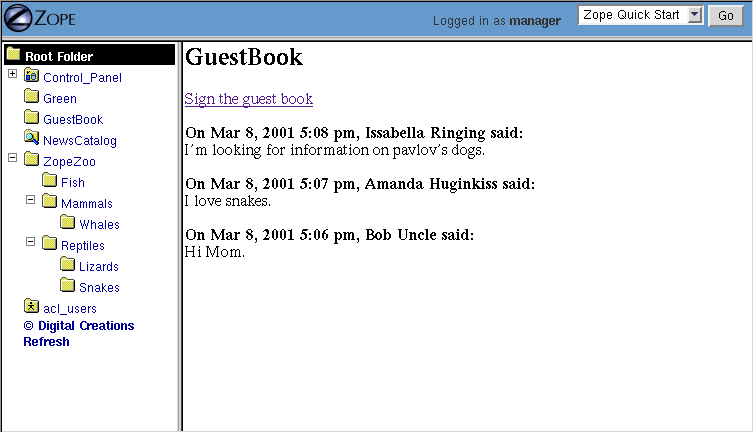 ZOPE
Logged in as manager
Zope Quick Start
Go
Root Folder
Control_Panel
Green
GuestBook
NewsCatalog
ZopeZoo
Fish
Mammals
Whales
Reptiles
Lizards
Snakes
acl_users
© Digital Creations
Refresh
GuestBook
Sign the guest book
On Mar 8, 2001 5:08 pm, Issabella Ringing said:
I´m looking for information on pavlov´s dogs.
On Mar 8, 2001 5:07 pm, Amanda Huginkiss said:
I love snakes.
On Mar 8, 2001 5:06 pm, Bob Uncle said:
Hi Mom.